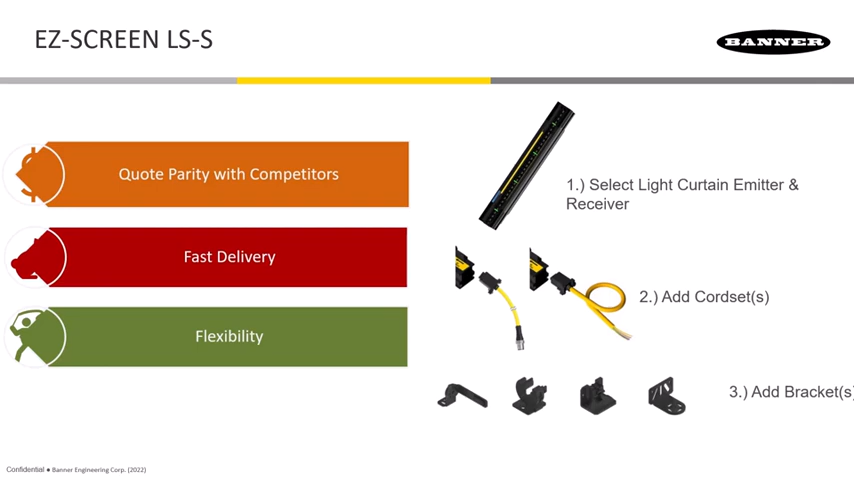 EZ-SCREEN LS-S
BANNER
Quote Parity with Competitors
Fast Delivery
Flexibility
1.) Select Light Curtain Emitter &
Receiver
2.) Add Cordset(s)
3.) Add Bracket(s)
Confidential ● Banner Engineering Corp. (2022)